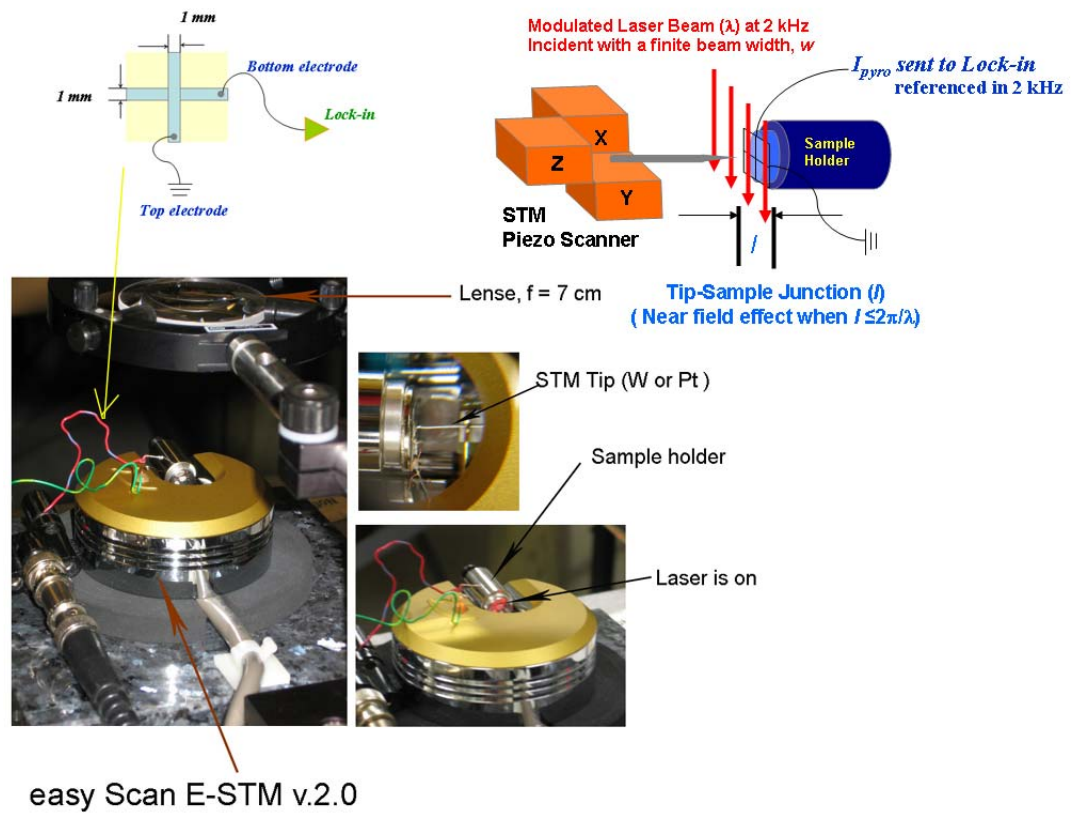 1 mm
Bottom electrode
1 mm
Lock-in
Top electrode
Modulated Laser Beam (λ) at 2 kHz
Incident with a finite beam width, w
I_pyro sent to Lock-in
referenced in 2 kHz
X
Z
Y
Sample
Holder
STM
Piezo Scanner
l
Tip-Sample Junction (l)
( Near field effect when l ≤2π/λ)
Lense, f = 7 cm
STM Tip (W or Pt )
Sample holder
Laser is on
easy Scan E-STM v.2.0